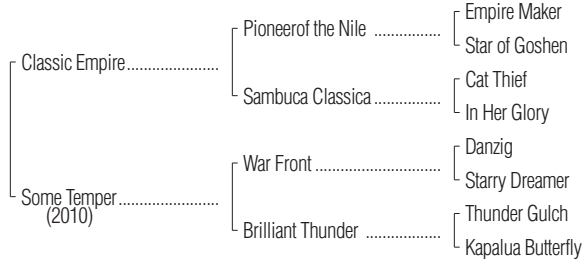 Empire Maker
Pioneerof the Nile ................
Star of Goshen
Classic Empire......................
Cat Thief
Sambuca Classica................
In Her Glory
Danzig
War Front ..............................
Starry Dreamer
Some Temper........................
(2010)
Thunder Gulch
Brilliant Thunder ..................
Kapalua Butterfly